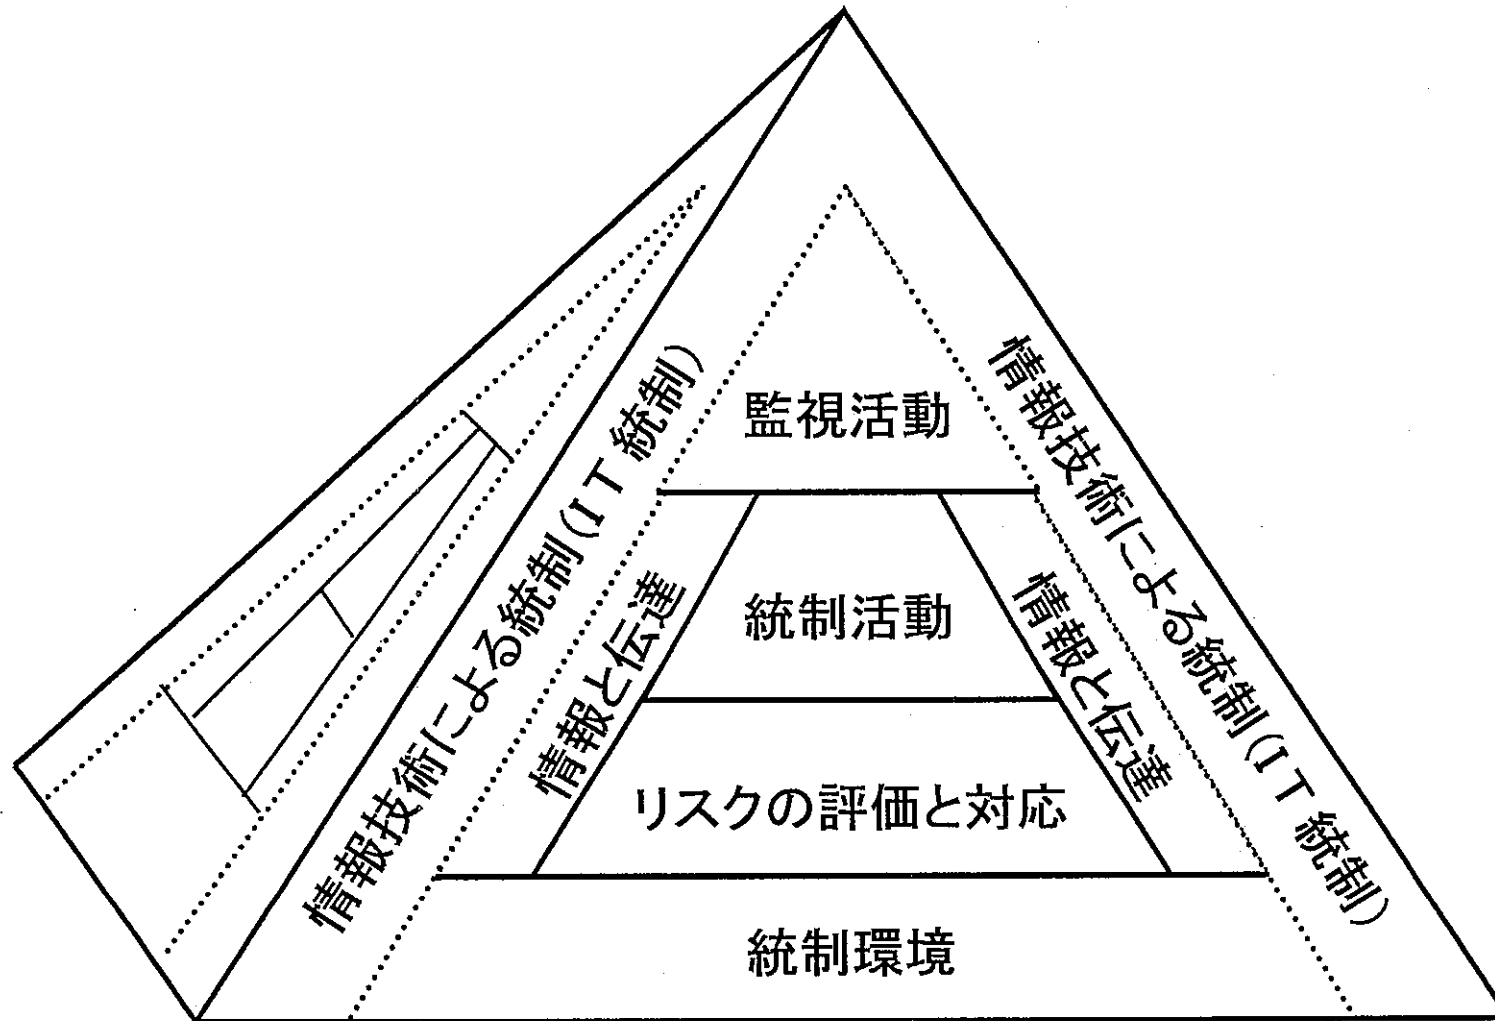 監視活動
情報技術による統制(IT統制)
情報技術による統制(IT統制)
統制活動
情報と伝達
情報と伝達
リスクの評価と対応
統制環境